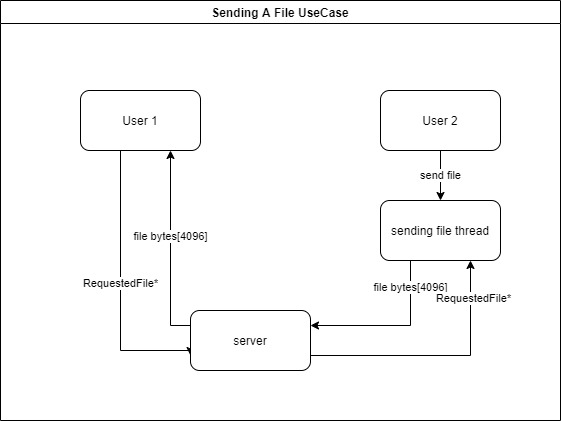 Sending A File UseCase
User 1
User 2
send file
sending file thread
file bytes[4096]
RequestedFile*
file bytes[4096]
RequestedFile*
server